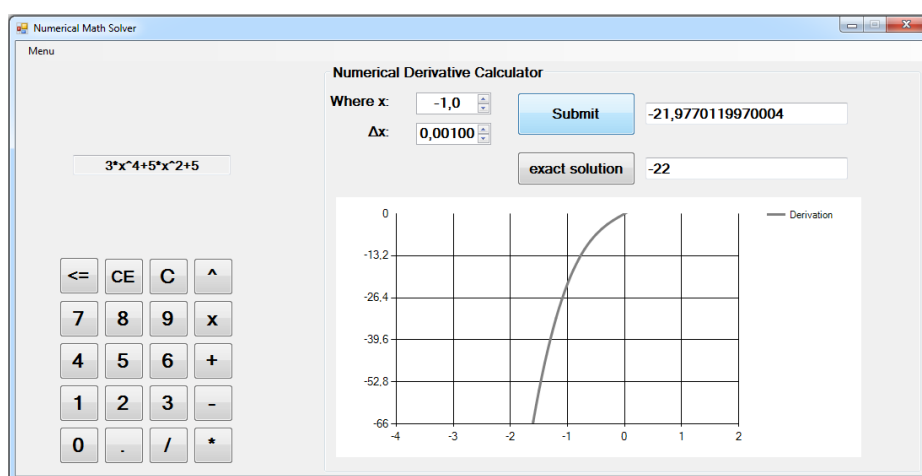 Numerical Math Solver
Menu
Numerical Derivative Calculator
Where x: -1,0
Submit -21,9770119970004
Δx: 0,00100
3*x^4+5*x^2+5
exact solution -22
<= CE C ^
7 8 9 x
4 5 6 +
1 2 3 -
0 . / *
0
-13,2
-26,4
-39,6
-52,8
-66
-4 -3 -2 -1 0 1 2
Derivation